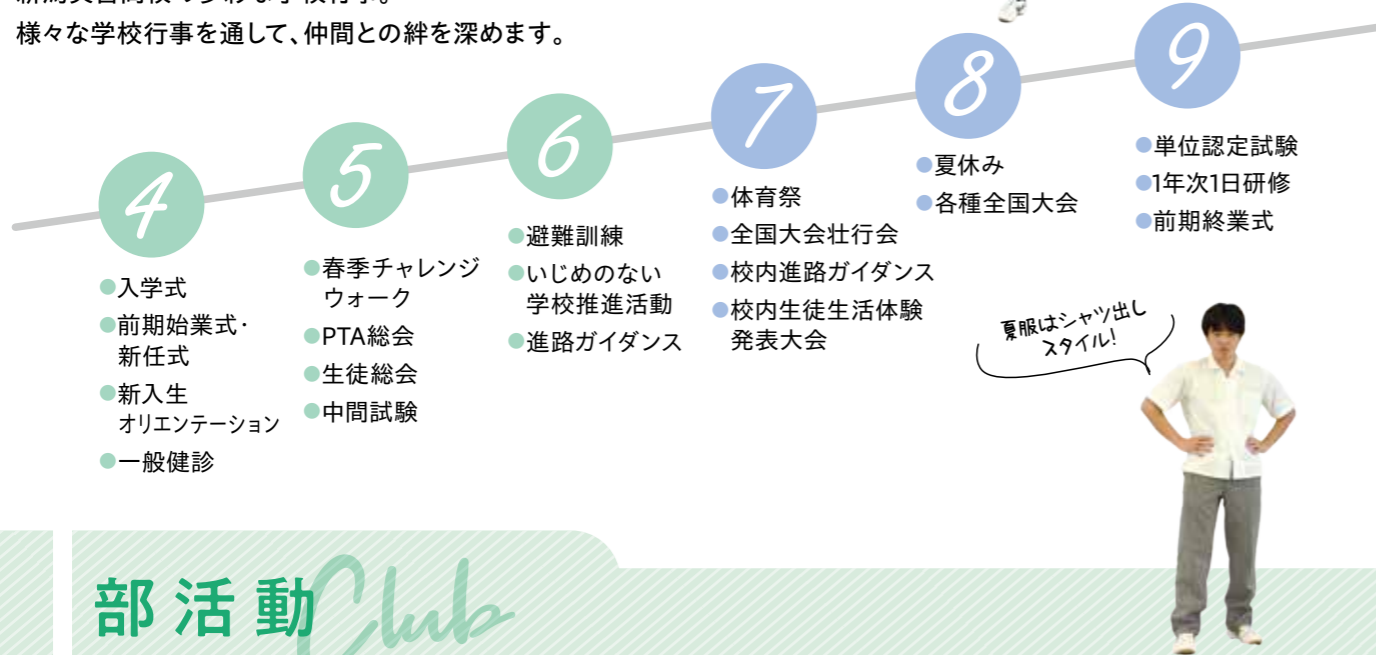 様々な学校行事を通して、仲間との絆を深めます。
4
●入学式
●前期始業式・
新任式
●新入生
オリエンテーション
●一般健診
5
●春季チャレンジ
ウォーク
●PTA総会
●生徒総会
●中間試験
6
●避難訓練
●いじめのない
学校推進活動
●進路ガイダンス
7
●体育祭
●全国大会壮行会
●校内進路ガイダンス
●校内生徒生活体験
発表大会
8
●夏休み
●各種全国大会
9
●単位認定試験
●1年次1日研修
●前期終業式
夏服はシャツ出し
スタイル!
部活動 Club